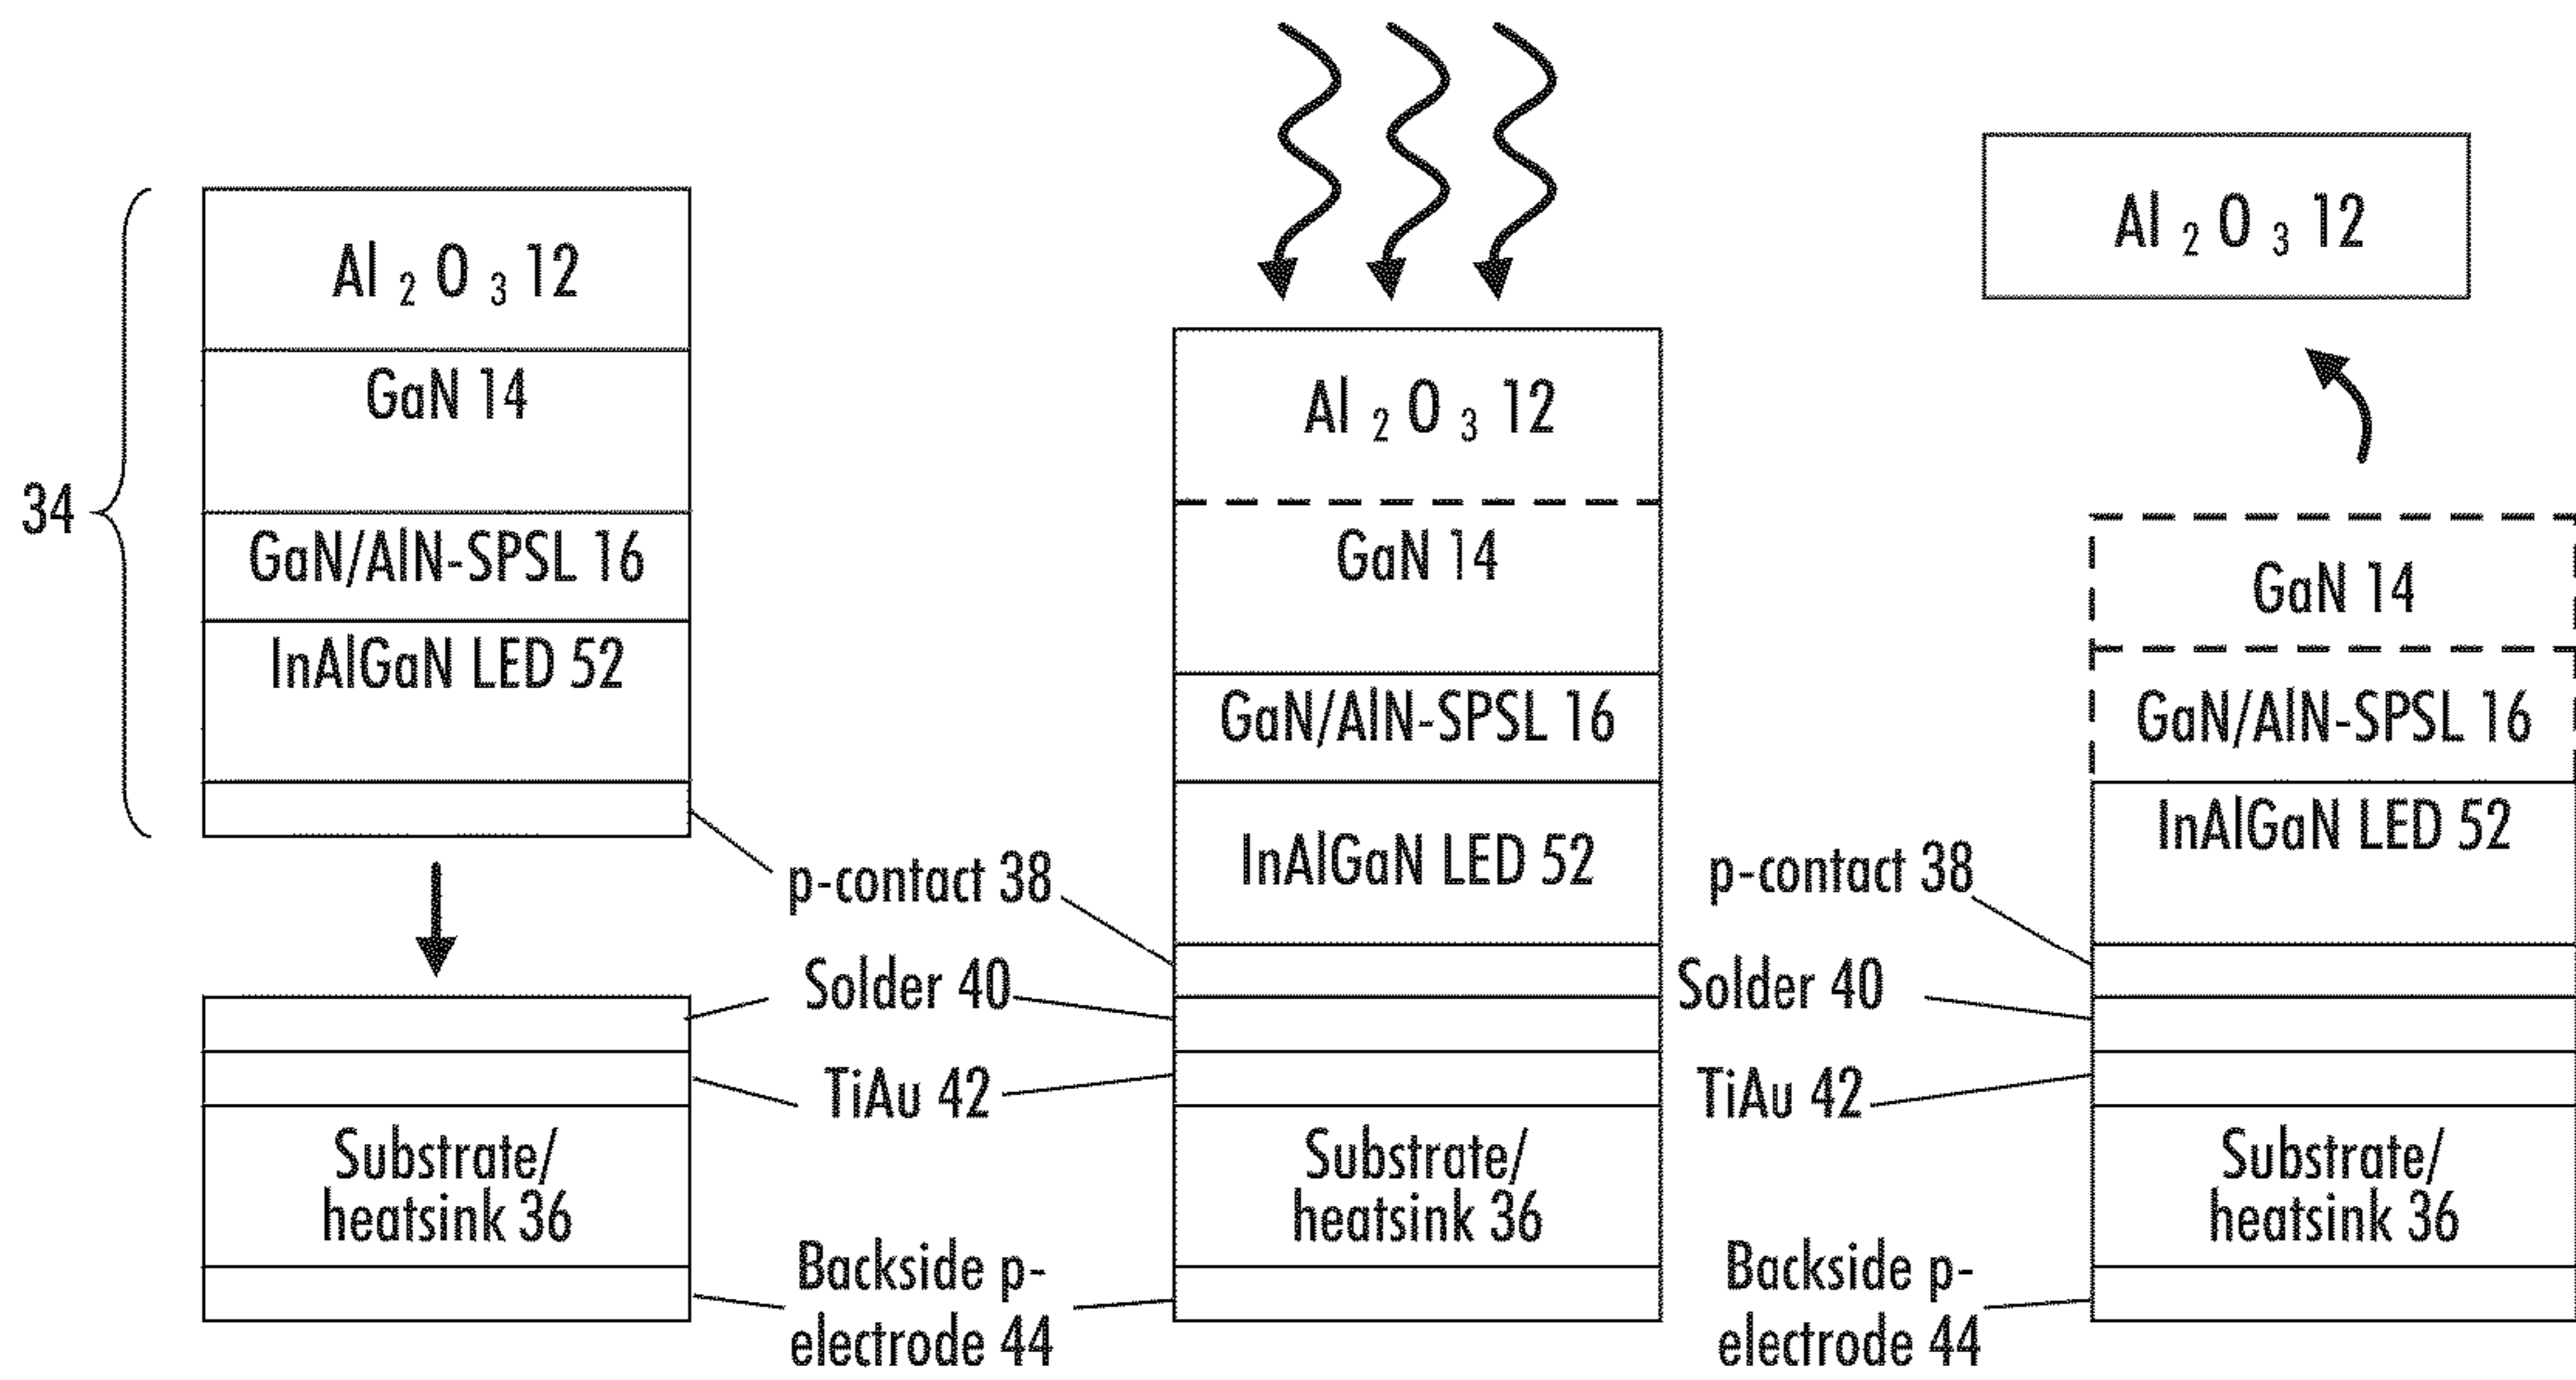 34
Al 2 O 3 12
GaN 14
GaN/AlN-SPSL 16
InAlGaN LED 52
Substrate/
heatsink 36
p-contact 38
Solder 40
TiAu 42
Backside p-
electrode 44
Al 2 O 3 12
GaN 14
GaN/AlN-SPSL 16
InAlGaN LED 52
Substrate/
heatsink 36
p-contact 38
Solder 40
TiAu 42
Backside p-
electrode 44
Al 2 O 3 12
GaN 14
GaN/AlN-SPSL 16
InAlGaN LED 52
Substrate/
heatsink 36